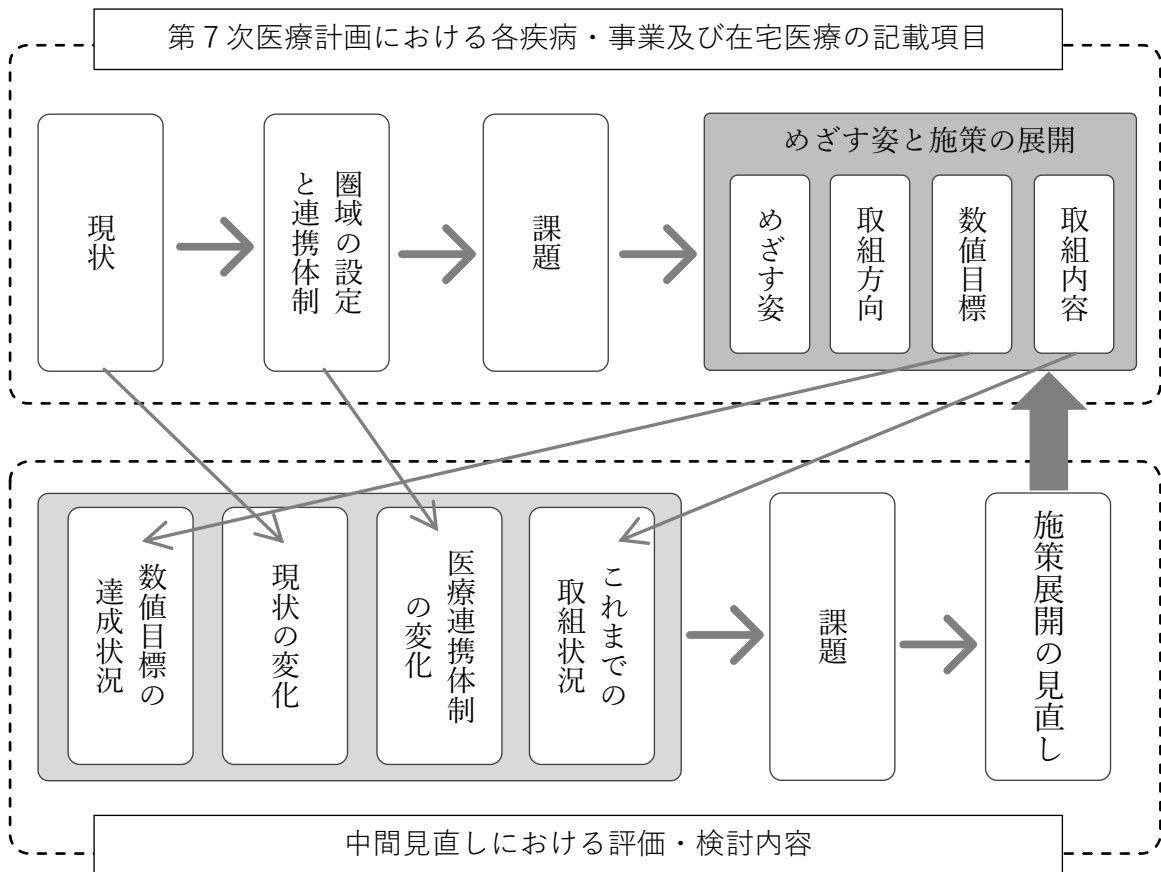 第7次医療計画における各疾病・事業及び在宅医療の記載項目
現状
圏域の設定
と連携体制
課題
めざす姿と施策の展開
めざす姿
取組方向
数値目標
取組内容
数値目標の
達成状況
現状の変化
医療連携体制
の変化
これまでの
取組状況
課題
施策展開の見直し
中間見直しにおける評価・検討内容